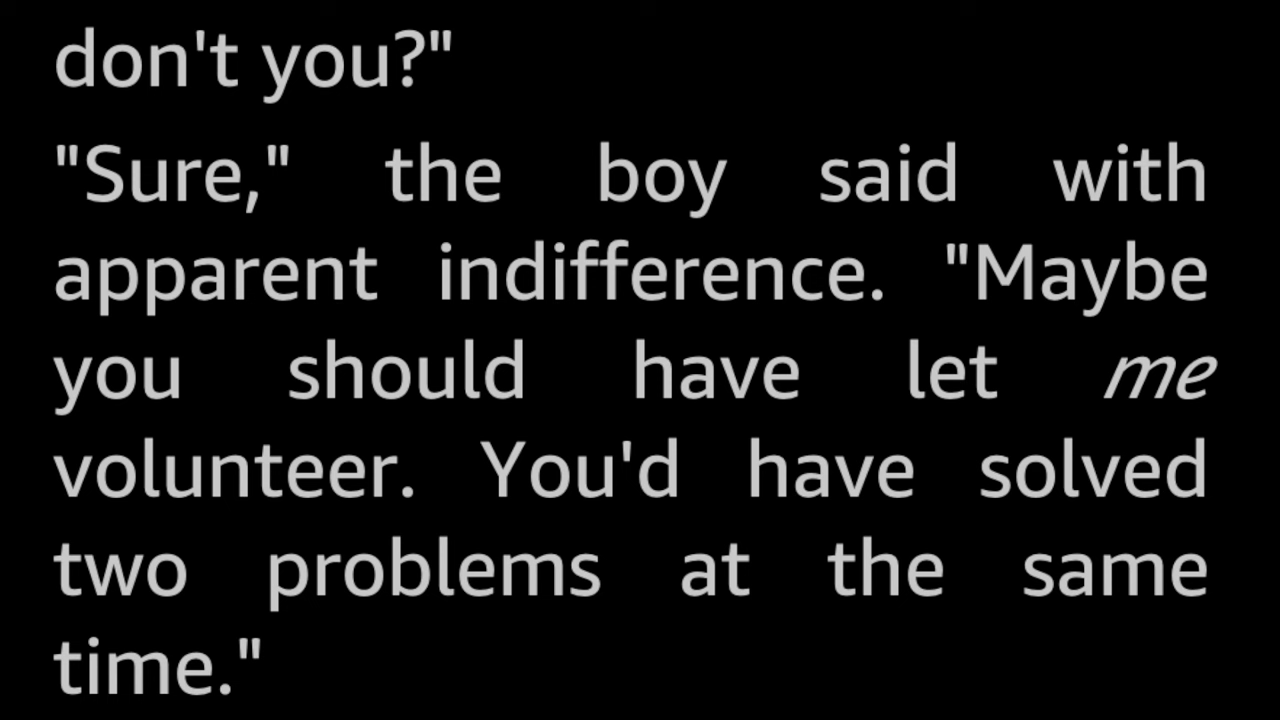 don't you?"
"Sure," the boy said with
apparent indifference. "Maybe
you should have let me
volunteer. You'd have solved
two problems at the same
time."